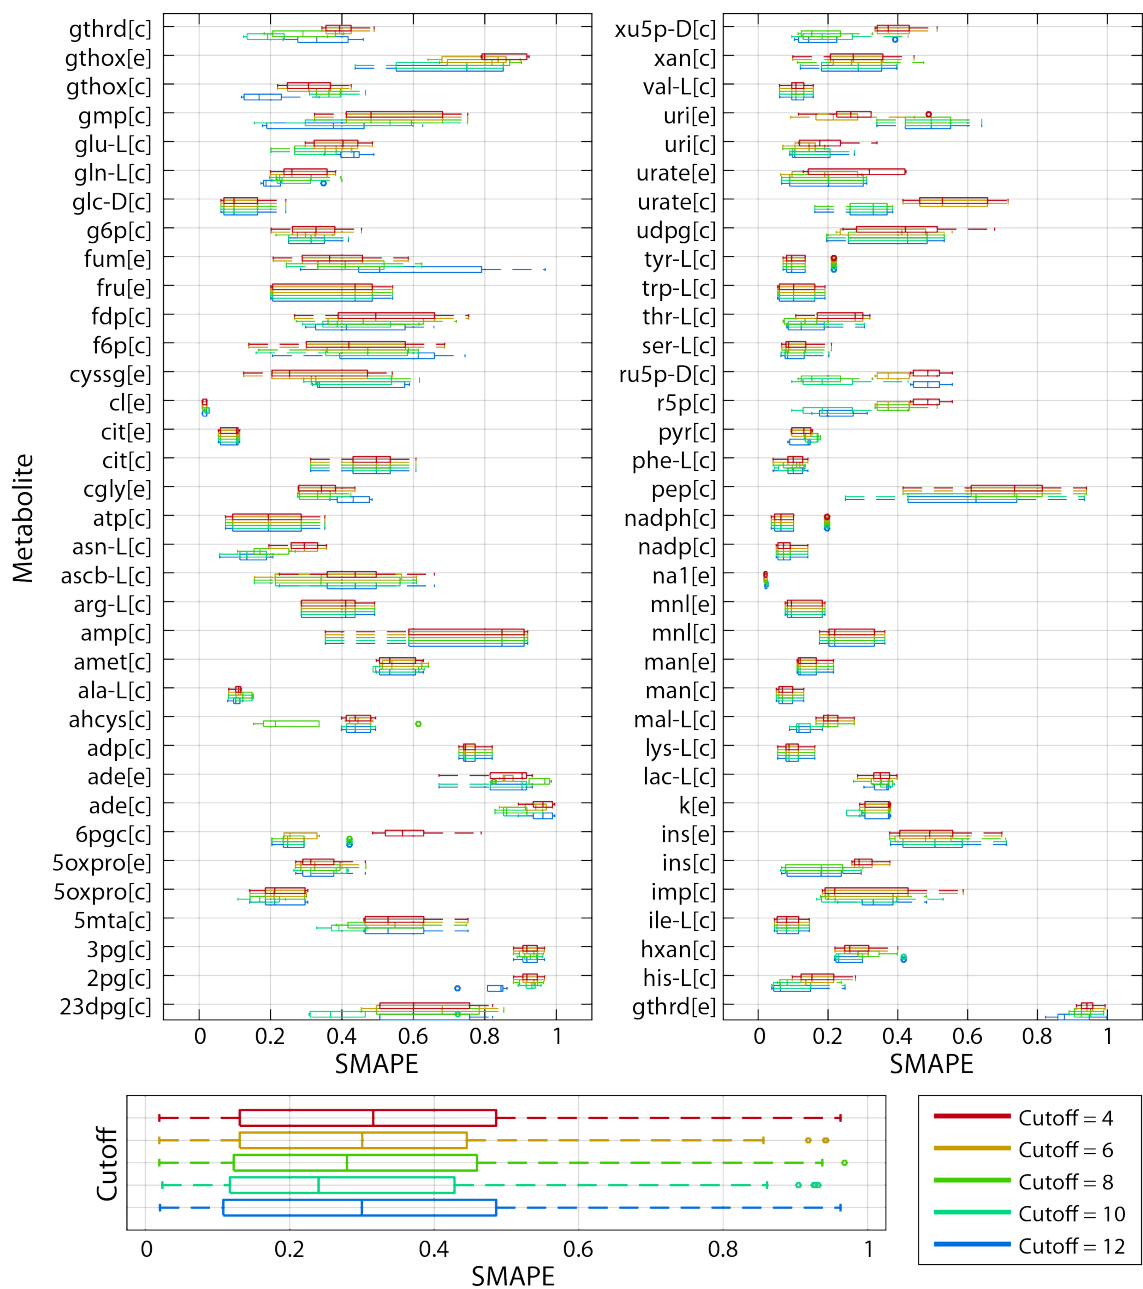 Metabolite
gthrd[c]
gthox[e]
gthox[c]
gmp[c]
glu-L[c]
gln-L[c]
glc-D[c]
g6p[c]
fum[e]
fru[e]
fdp[c]
f6p[c]
cyssg[e]
cl[e]
cit[e]
cit[c]
cgly[e]
atp[c]
asn-L[c]
ascb-L[c]
arg-L[c]
amp[c]
amet[c]
ala-L[c]
ahcys[c]
adp[c]
ade[e]
ade[c]
6pgc[c]
5oxpro[e]
5oxpro[c]
5mta[c]
3pg[c]
2pg[c]
23dpg[c]
0 0.2 0.4 0.6 0.8 1
SMAPE
xu5p-D[c]
xan[c]
val-L[c]
uri[e]
uri[c]
urate[e]
urate[c]
udpg[c]
tyr-L[c]
trp-L[c]
thr-L[c]
ser-L[c]
ru5p-D[c]
r5p[c]
pyr[c]
phe-L[c]
pep[c]
nadph[c]
nadp[c]
na1[e]
mnl[e]
mnl[c]
man[e]
man[c]
mal-L[c]
lys-L[c]
lac-L[c]
k[e]
ins[e]
ins[c]
imp[c]
ile-L[c]
hxan[c]
his-L[c]
gthrd[e]
0 0.2 0.4 0.6 0.8 1
SMAPE
Cutoff
0 0.2 0.4 0.6 0.8 1
SMAPE
Cutoff = 4
Cutoff = 6
Cutoff = 8
Cutoff = 10
Cutoff = 12